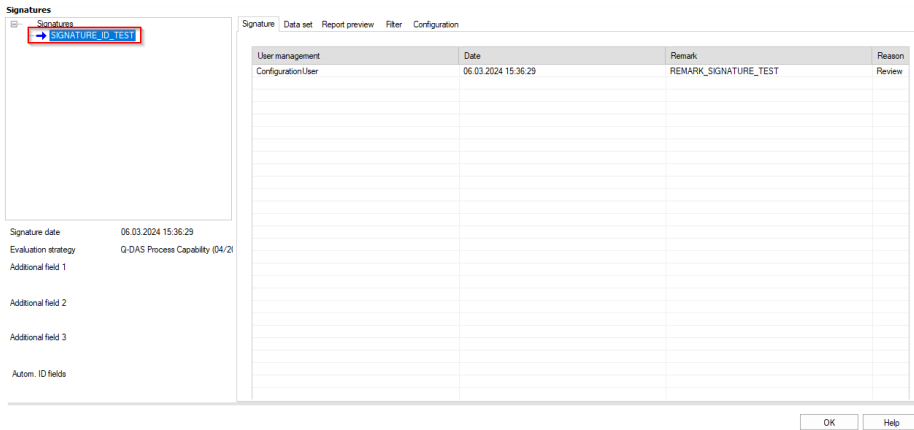 Signatures
Signatures
SIGNATURE_ID_TEST
Signature Data set Report preview Filter Configuration
User management Date Remark Reason
ConfigurationUser 06.03.2024 15:36:29 REMARK_SIGNATURE_TEST Review
Signature date 06.03.2024 15:36:29
Evaluation strategy Q-DAS Process Capability (04/20
Additional field 1
Additional field 2
Additional field 3
Autom. ID fields
OK Help